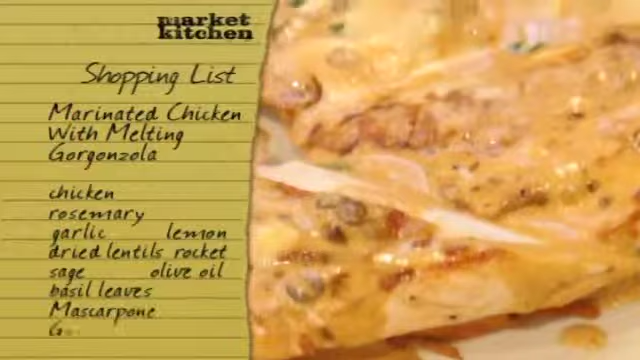 market
kitchen
Shopping List
Marinated Chicken
With Melting
Gorgonzola
chicken
rosemary
garlic lemon
dried lentils rocket
sage olive oil
basil leaves
Mascarpone